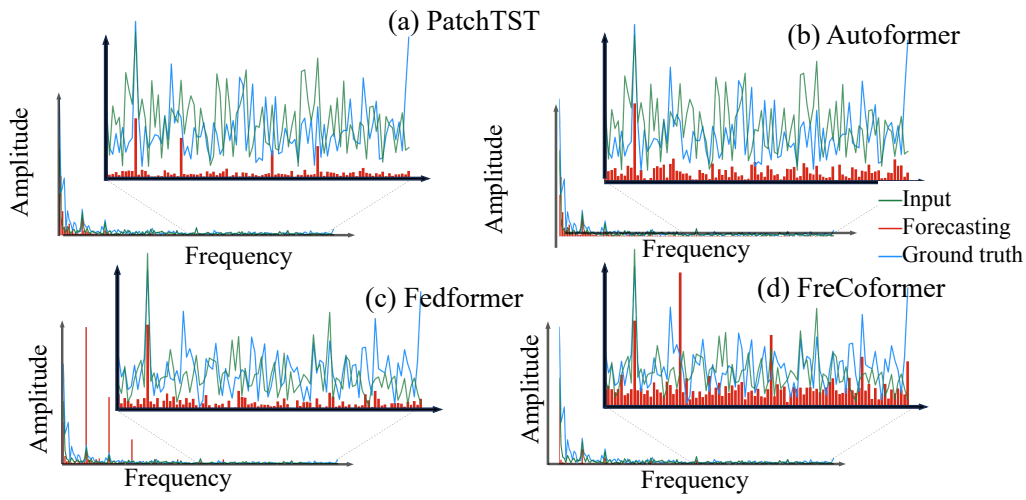 (a) PatchTST
(b) Autoformer
Amplitude
Amplitude
Input
Forecasting
Ground truth
Frequency
Frequency
(c) Fedformer
(d) FreCoformer
Amplitude
Amplitude
Frequency
Frequency